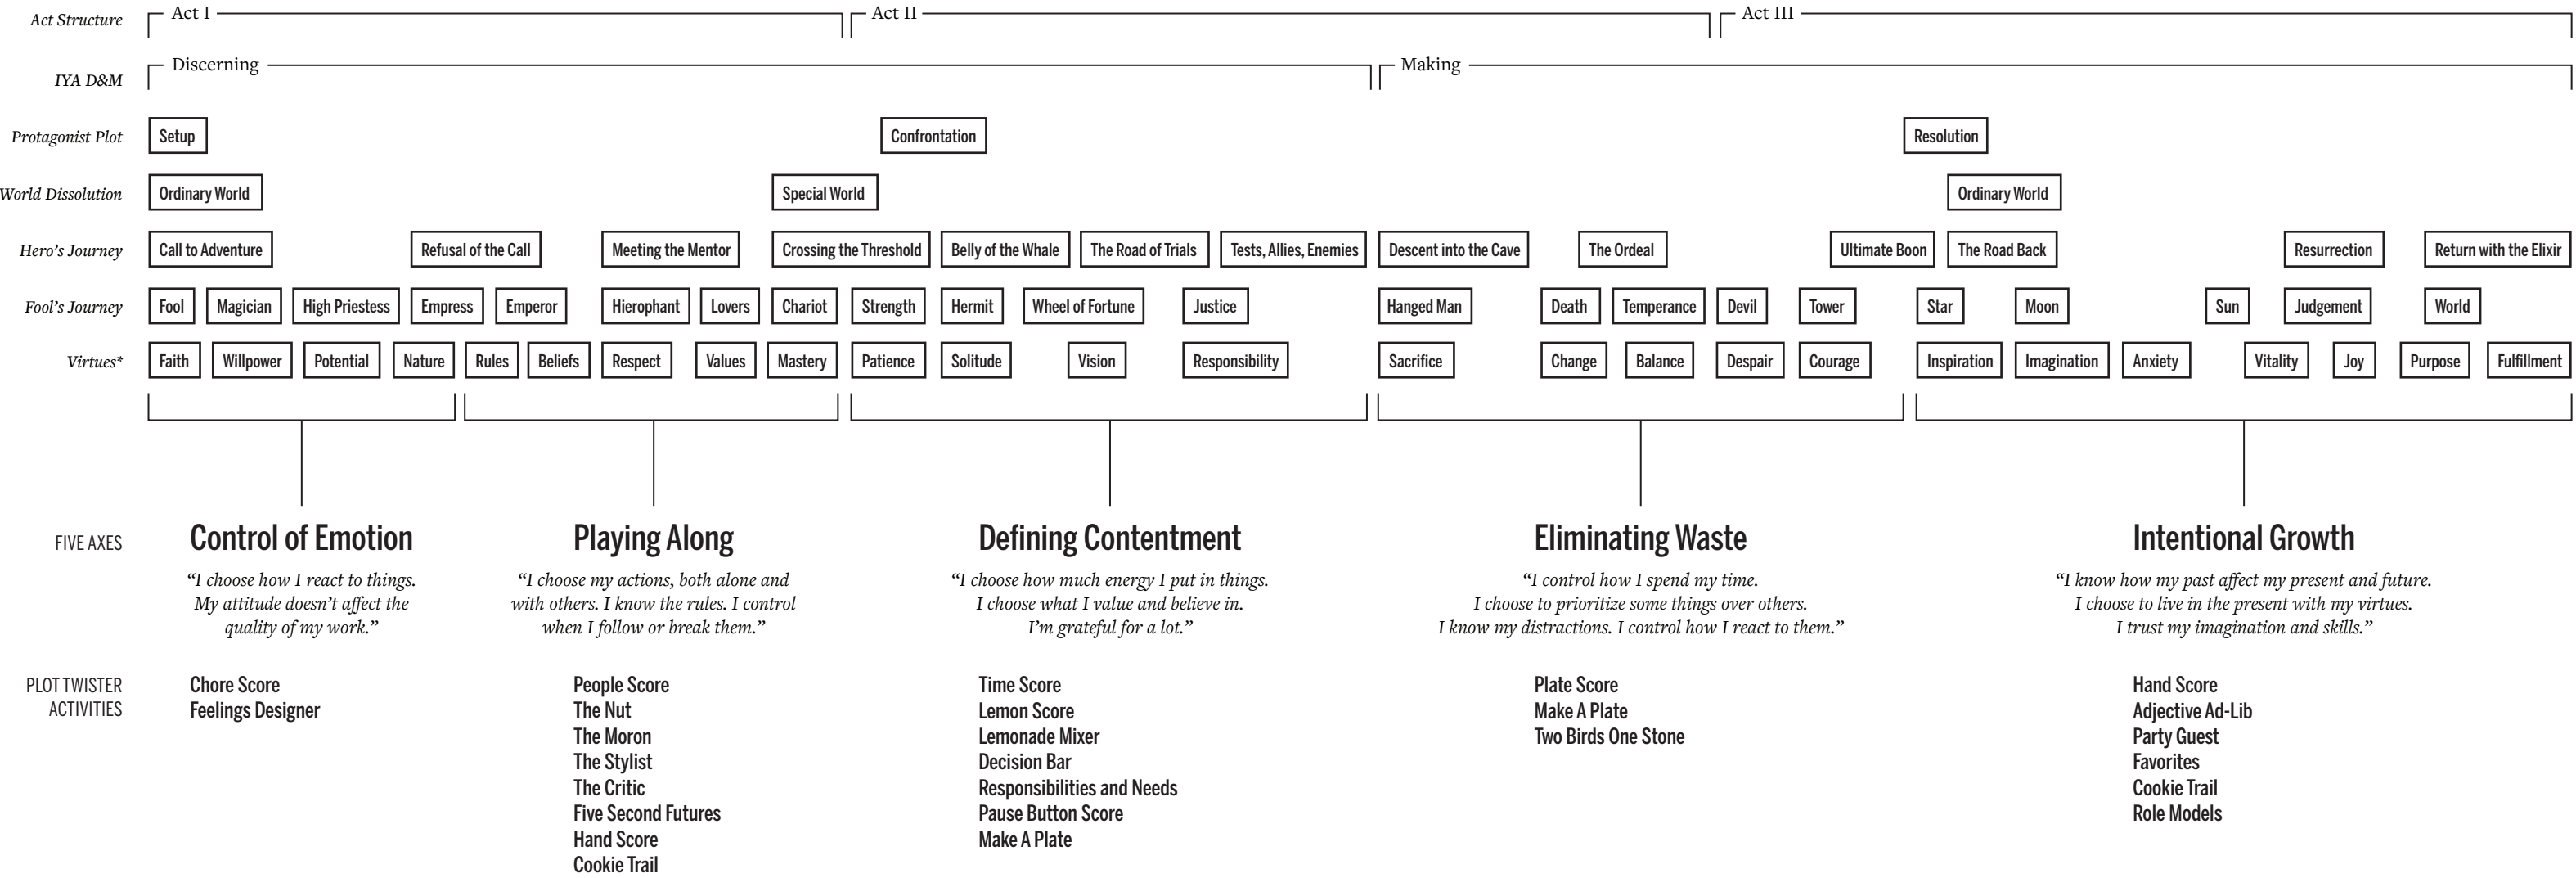 Act Structure Act I Act II Act III
IYA D&M Discerning Making
Protagonist Plot Setup Confrontation Resolution
World Dissolution Ordinary World Special World Ordinary World
Hero's Journey Call to Adventure Refusal of the Call Meeting the Mentor Crossing the Threshold Belly of the Whale The Road of Trials Tests, Allies, Enemies Descent into the Cave The Ordeal Ultimate Boon The Road Back Resurrection Return with the Elixir
Fool's Journey Fool Magician High Priestess Empress Emperor Hierophant Lovers Chariot Strength Hermit Wheel of Fortune Justice Hanged Man Death Temperance Devil Tower Star Moon Sun Judgement World
Virtues* Faith Willpower Potential Nature Rules Beliefs Respect Values Mastery Patience Solitude Vision Responsibility Sacrifice Change Balance Despair Courage Inspiration Imagination Anxiety Vitality Joy Purpose Fulfillment
FIVE AXES
Control of Emotion
“I choose how I react to things.
My attitude doesn't affect the
quality of my work.”
Playing Along
“I choose my actions, both alone and
with others. I know the rules. I control
when I follow or break them.”
Defining Contentment
“I choose how much energy I put in things.
I choose what I value and believe in.
I'm grateful for a lot.”
Eliminating Waste
“I control how I spend my time.
I choose to prioritize some things over others.
I know my distractions. I control how I react to them.”
Intentional Growth
“I know how my past affect my present and future.
I choose to live in the present with my virtues.
I trust my imagination and skills.”
PLOT TWISTER
ACTIVITIES
Chore Score
Feelings Designer
People Score
The Nut
The Moron
The Stylist
The Critic
Five Second Futures
Hand Score
Cookie Trail
Time Score
Lemon Score
Lemonade Mixer
Decision Bar
Responsibilities and Needs
Pause Button Score
Make A Plate
Plate Score
Make A Plate
Two Birds One Stone
Hand Score
Adjective Ad-Lib
Party Guest
Favorites
Cookie Trail
Role Models